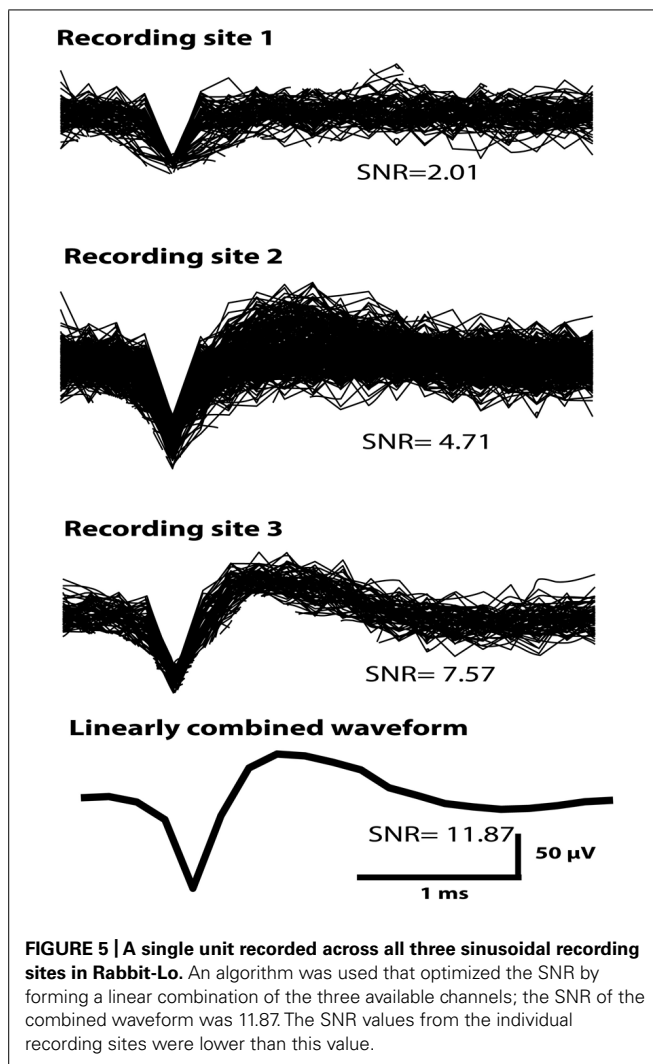 Recording site 1
SNR=2.01
Recording site 2
SNR= 4.71
Recording site 3
SNR= 7.57
Linearly combined waveform
SNR= 11.87
50 µV
1 ms
FIGURE 5 | A single unit recorded across all three sinusoidal recording
sites in Rabbit-Lo. An algorithm was used that optimized the SNR by
forming a linear combination of the three available channels; the SNR of the
combined waveform was 11.87. The SNR values from the individual
recording sites were lower than this value.